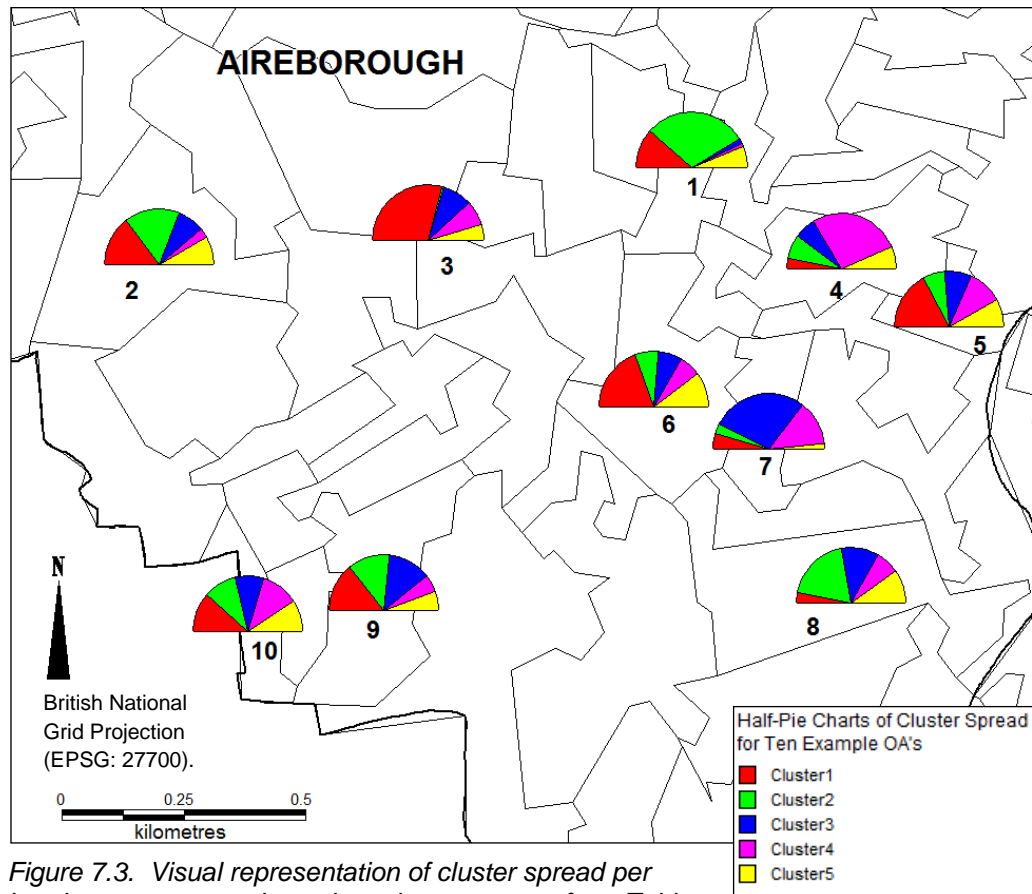 AIREBOROUGH
1
2
3
4
5
6
7
8
9
10
N
British National
Grid Projection
(EPSG: 27700).
0 0.25 0.5
kilometres
Half-Pie Charts of Cluster Spread
for Ten Example OA's
Cluster1
Cluster2
Cluster3
Cluster4
Cluster5
Figure 7.3. Visual representation of cluster spread per